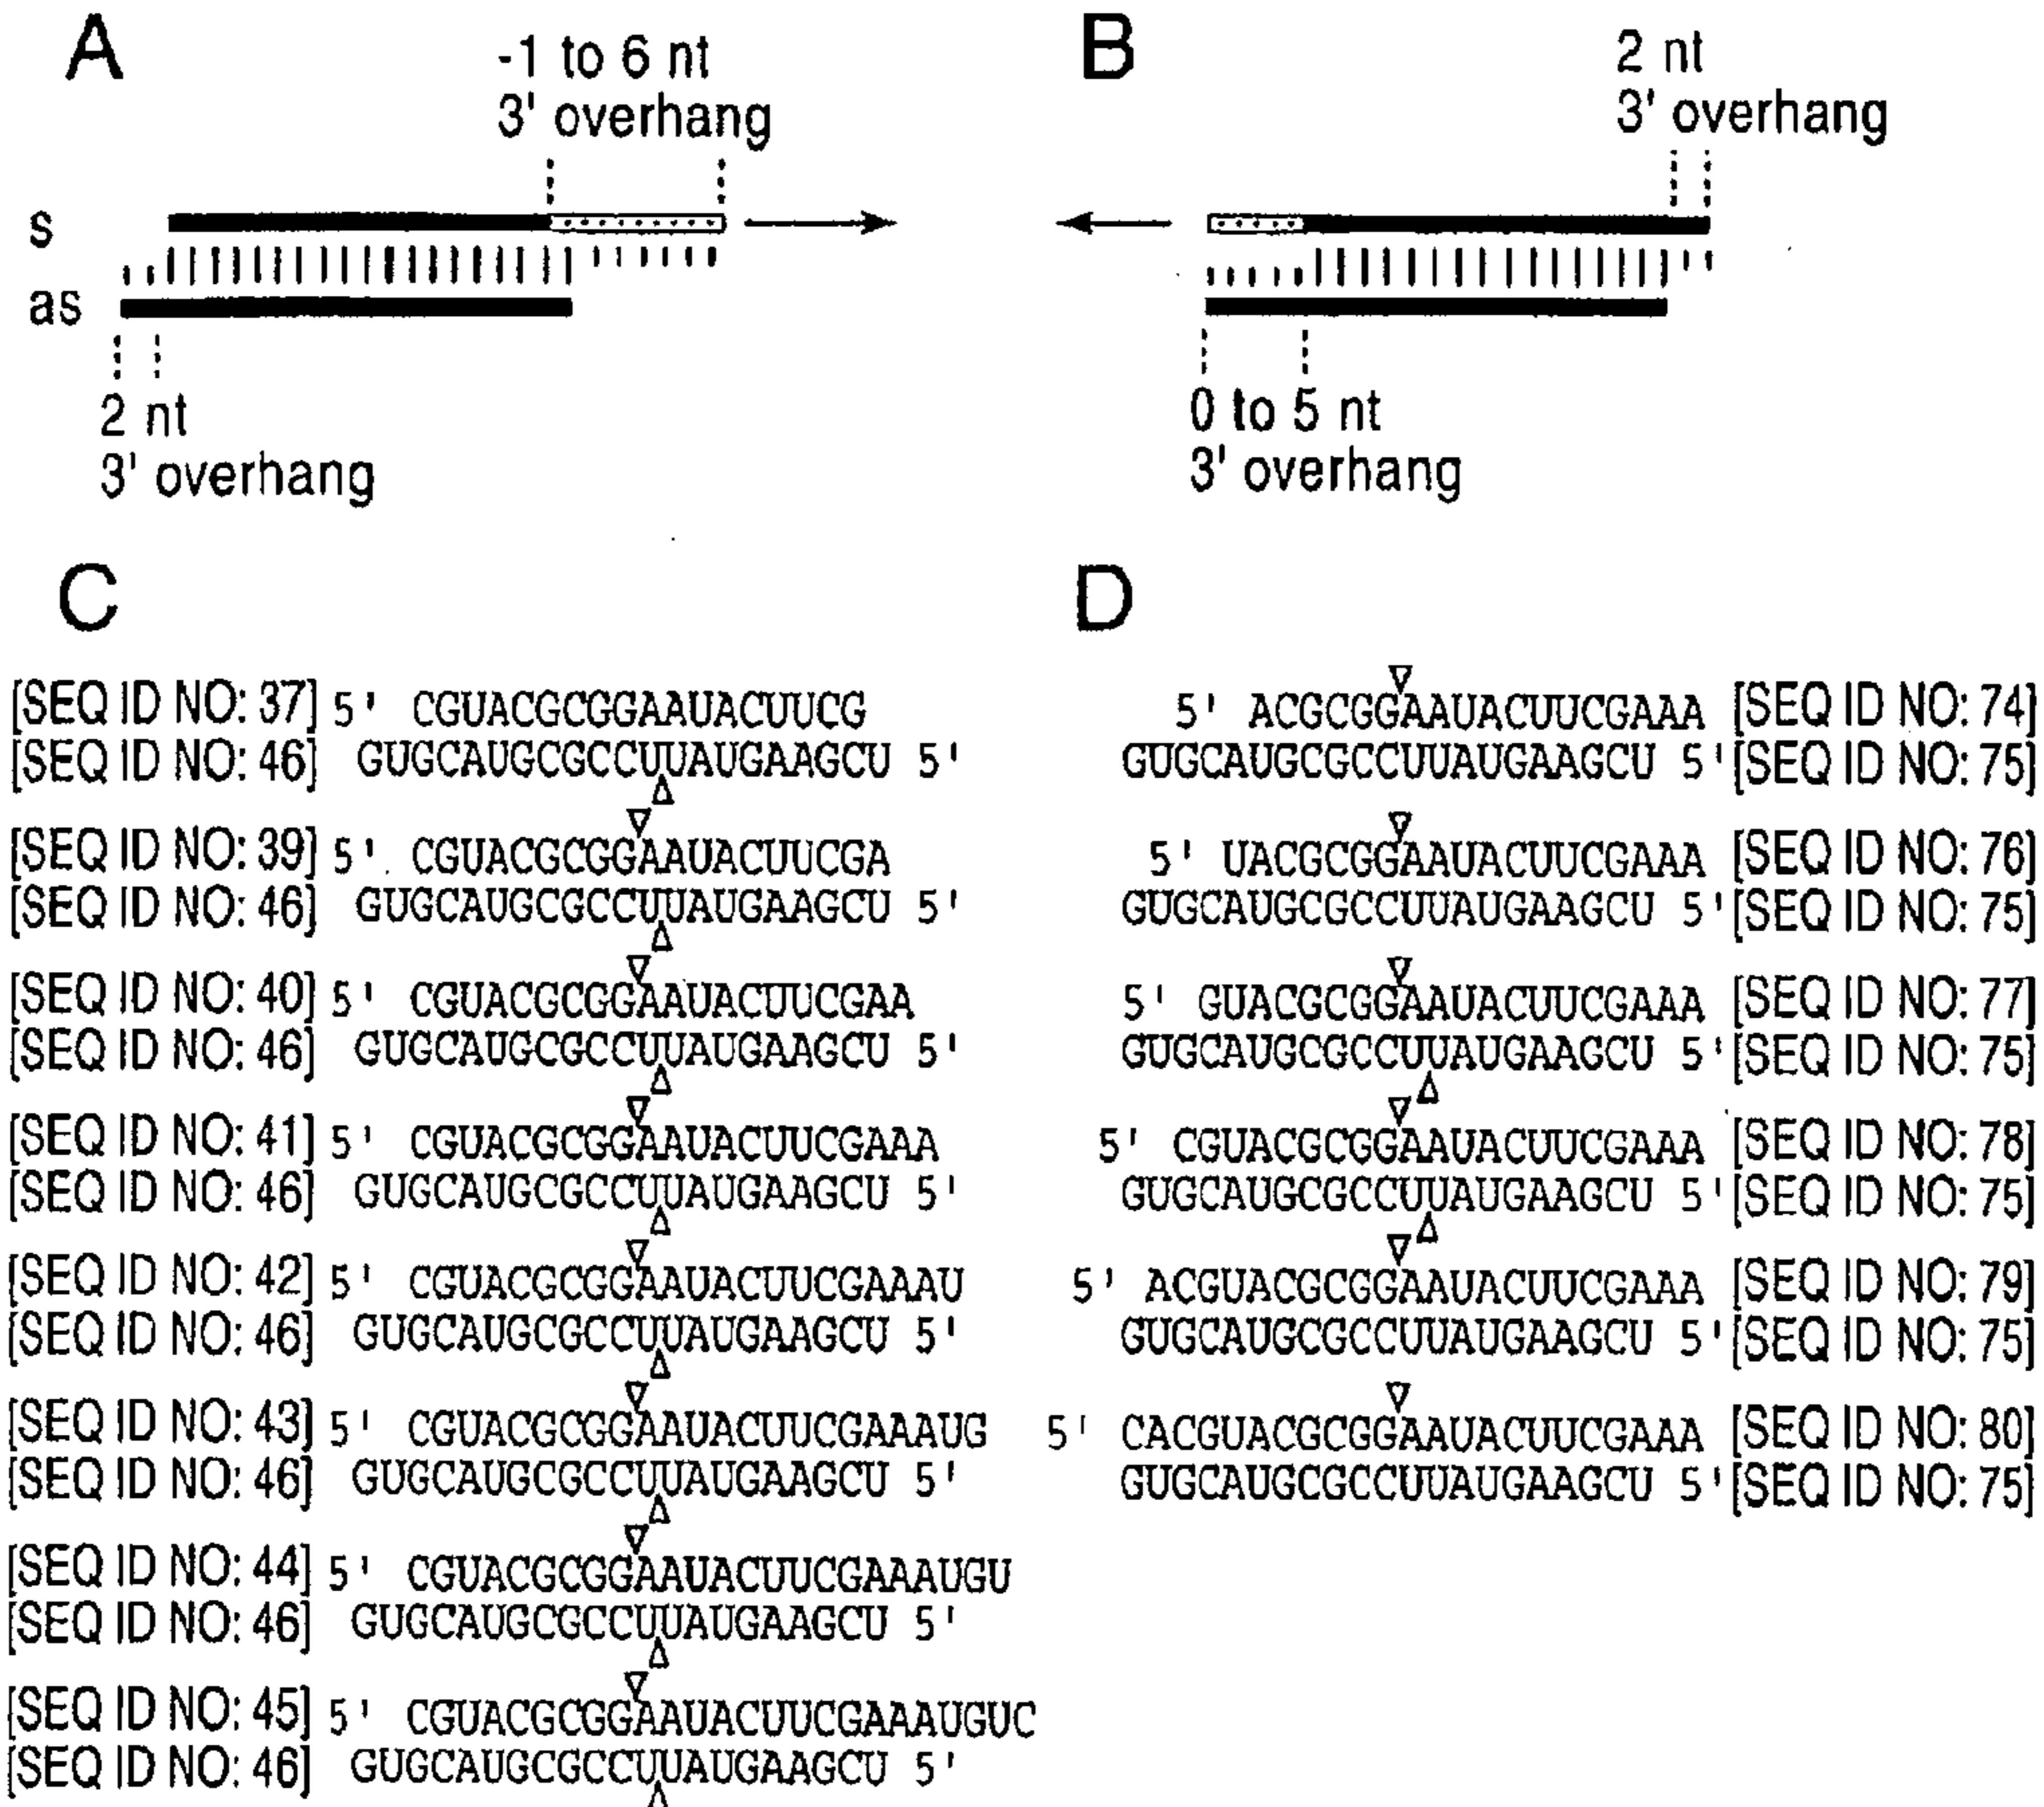 A
-1 to 6 nt
3' overhang
s
as
2 nt
3' overhang
B
2 nt
3' overhang
0 to 5 nt
3' overhang
C
[SEQ ID NO: 37] 5' CGUACGCGGAAUACUUCG
[SEQ ID NO: 46] GUGCAUGCGCCUUAUGAAGCU 5'
[SEQ ID NO: 39] 5' CGUACGCGGAAUACUUCGA
[SEQ ID NO: 46] GUGCAUGCGCCUUAUGAAGCU 5'
[SEQ ID NO: 40] 5' CGUACGCGGAAUACUUCGAA
[SEQ ID NO: 46] GUGCAUGCGCCUUAUGAAGCU 5'
[SEQ ID NO: 41] 5' CGUACGCGGAAUACUUCGAAA
[SEQ ID NO: 46] GUGCAUGCGCCUUAUGAAGCU 5'
[SEQ ID NO: 42] 5' CGUACGCGGAAUACUUCGAAAU
[SEQ ID NO: 46] GUGCAUGCGCCUUAUGAAGCU 5'
[SEQ ID NO: 43] 5' CGUACGCGGAAUACUUCGAAAUG
[SEQ ID NO: 46] GUGCAUGCGCCUUAUGAAGCU 5'
[SEQ ID NO: 44] 5' CGUACGCGGAAUACUUCGAAAUGU
[SEQ ID NO: 46] GUGCAUGCGCCUUAUGAAGCU 5'
[SEQ ID NO: 45] 5' CGUACGCGGAAUACUUCGAAAUGUC
[SEQ ID NO: 46] GUGCAUGCGCCUUAUGAAGCU 5'
D
5' ACGCGGAAUACUUCGAAA [SEQ ID NO: 74]
GUGCAUGCGCCUUAUGAAGCU 5' [SEQ ID NO: 75]
5' UACGCGGAAUACUUCGAAA [SEQ ID NO: 76]
GUGCAUGCGCCUUAUGAAGCU 5' [SEQ ID NO: 75]
5' GUACGCGGAAUACUUCGAAA [SEQ ID NO: 77]
GUGCAUGCGCCUUAUGAAGCU 5' [SEQ ID NO: 75]
5' CGUACGCGGAAUACUUCGAAA [SEQ ID NO: 78]
GUGCAUGCGCCUUAUGAAGCU 5' [SEQ ID NO: 75]
5' ACGUACGCGGAAUACUUCGAAA [SEQ ID NO: 79]
GUGCAUGCGCCUUAUGAAGCU 5' [SEQ ID NO: 75]
5' CACGUACGCGGAAUACUUCGAAA [SEQ ID NO: 80]
GUGCAUGCGCCUUAUGAAGCU 5' [SEQ ID NO: 75]